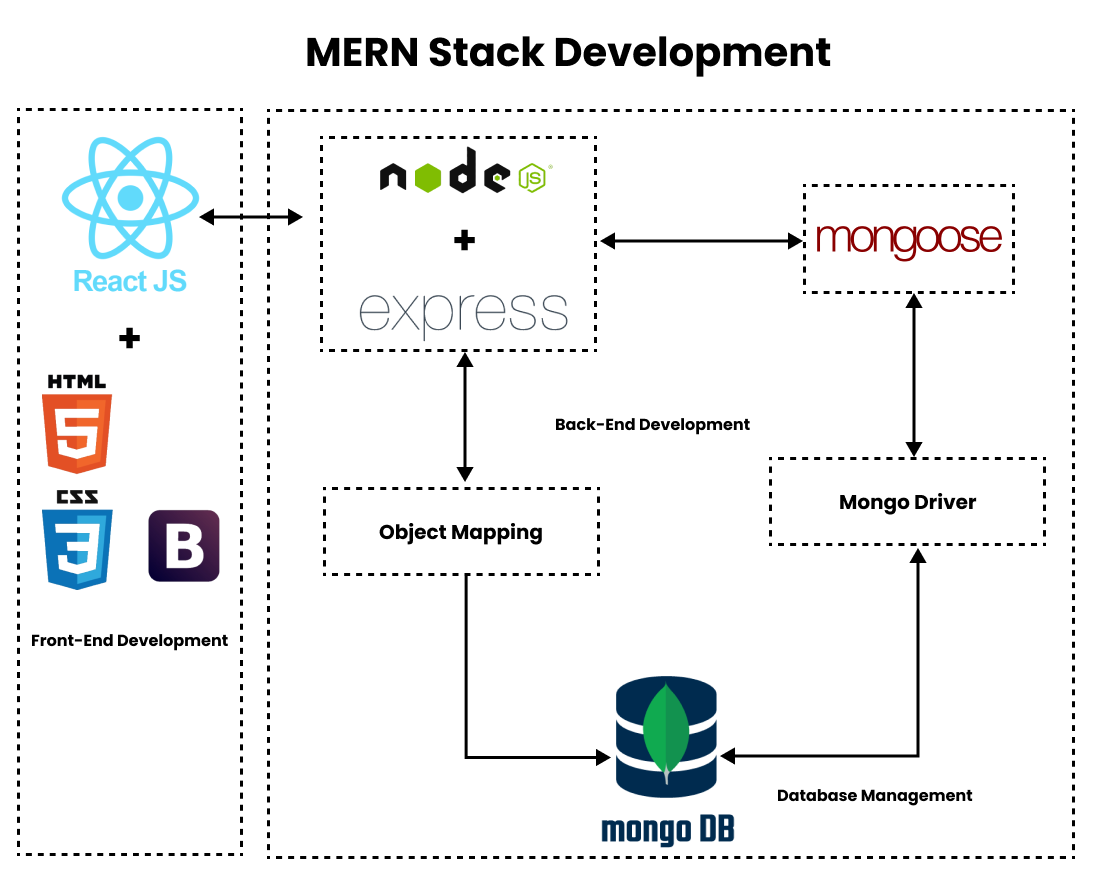 MERN Stack Development
React JS
HTML
5
CSS
3
B
Front-End Development
node
JS
express
mongoose
Back-End Development
Object Mapping
Mongo Driver
mongo DB
Database Management